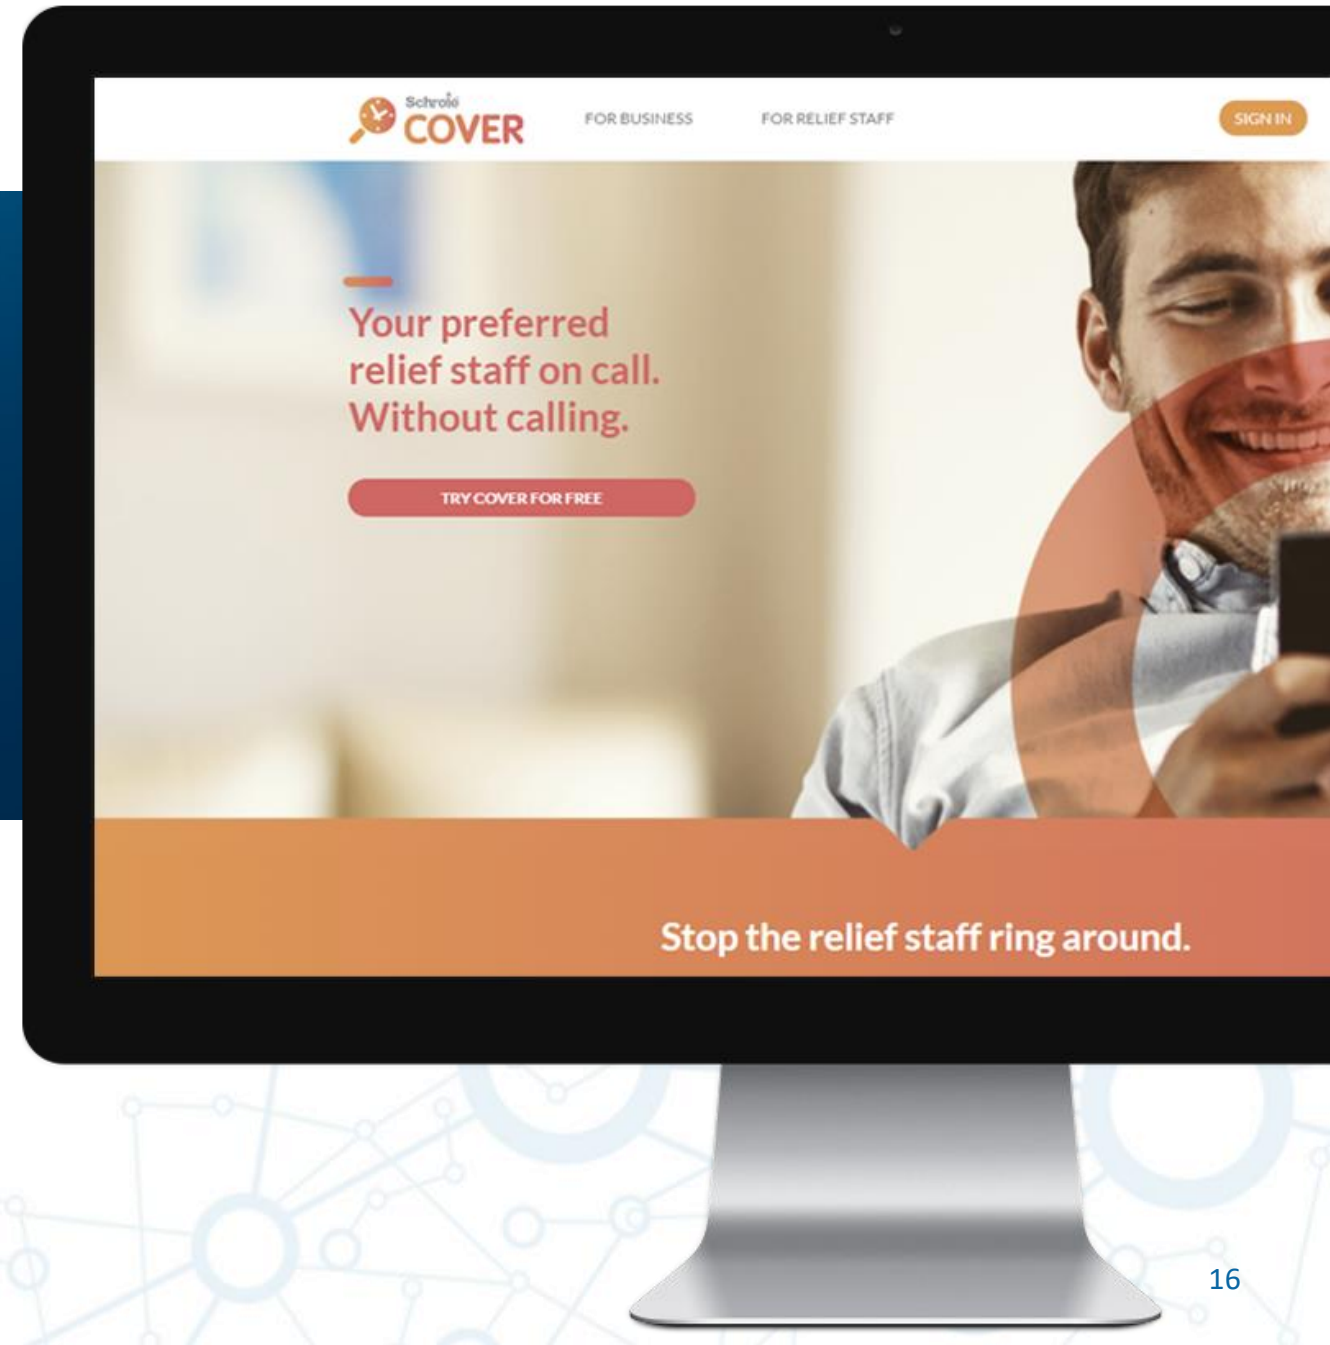 Schrole
COVER
FOR BUSINESS
FOR RELIEF STAFF
SIGN IN
Your preferred
relief staff on call.
Without calling.
TRY COVER FOR FREE
Stop the relief staff ring around.
16